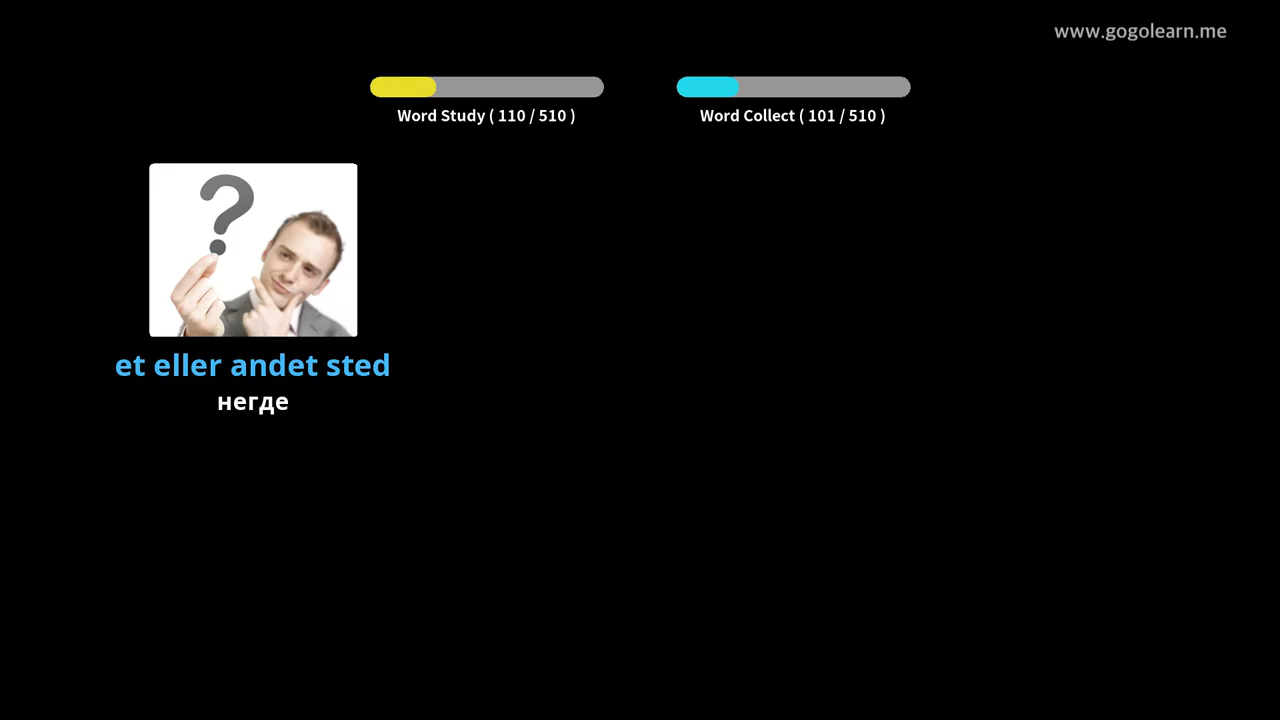 www.gogolearn.me
Word Study ( 110 / 510 )
Word Collect ( 101 / 510 )
?
et eller andet sted
негде